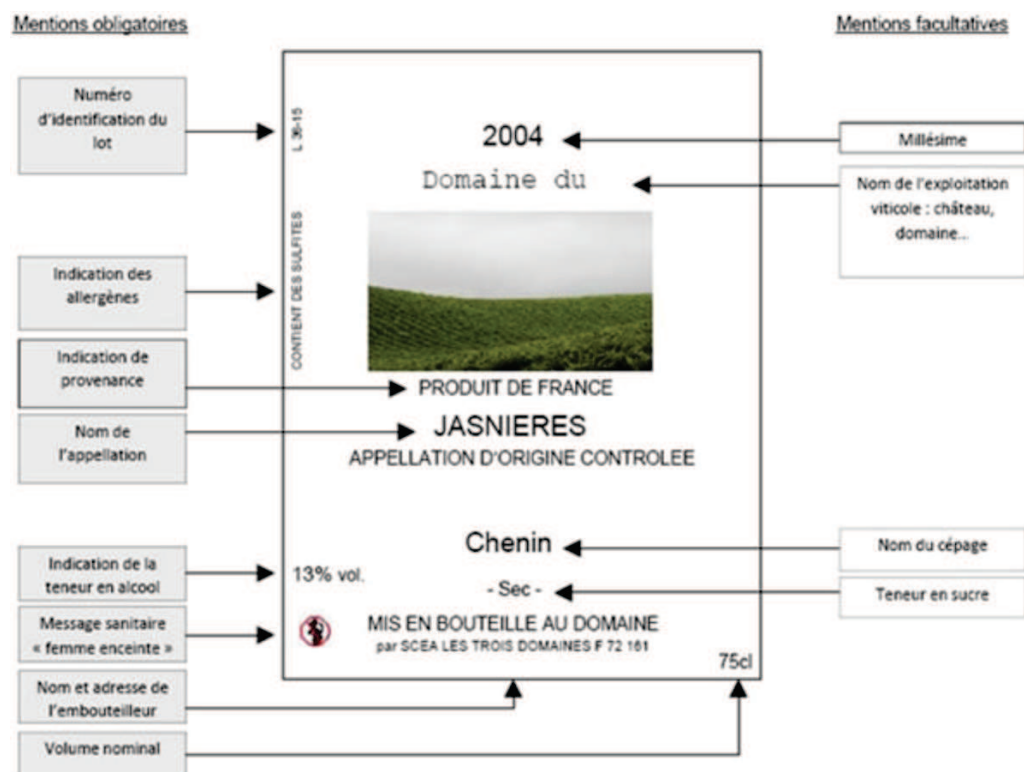 Mentions obligatoires
Mentions facultatives
Numéro
d'identification du
lot
Indication des
allergènes
Indication de
provenance
Nom de
l'appellation
Indication de la
teneur en alcool
Message sanitaire
« femme enceinte »
Nom et adresse de
l'embouteilleur
Volume nominal
L 36-15
CONTIENT DES SULFITES
2004
Domaine du
PRODUIT DE FRANCE
JASNIERES
APPELLATION D'ORIGINE CONTROLEE
Chenin
13% vol.
- Sec -
MIS EN BOUTEILLE AU DOMAINE
par SCEA LES TROIS DOMAINES F 72 161
75cl
Millésime
Nom de l'exploitation
viticole : château,
domaine...
Nom du cépage
Teneur en sucre